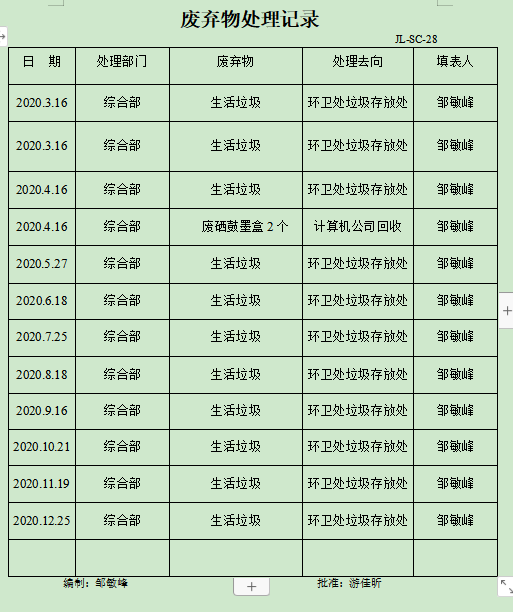 废弃物处理记录
JL-SC-28
日 期 处理部门 废弃物 处理去向 填表人
2020.3.16 综合部 生活垃圾 环卫处垃圾存放处 邹敏峰
2020.3.16 综合部 生活垃圾 环卫处垃圾存放处 邹敏峰
2020.4.16 综合部 生活垃圾 环卫处垃圾存放处 邹敏峰
2020.4.16 综合部 废硒鼓墨盒 2 个 计算机公司回收 邹敏峰
2020.5.27 综合部 生活垃圾 环卫处垃圾存放处 邹敏峰
2020.6.18 综合部 生活垃圾 环卫处垃圾存放处 邹敏峰
2020.7.25 综合部 生活垃圾 环卫处垃圾存放处 邹敏峰
2020.8.18 综合部 生活垃圾 环卫处垃圾存放处 邹敏峰
2020.9.16 综合部 生活垃圾 环卫处垃圾存放处 邹敏峰
2020.10.21 综合部 生活垃圾 环卫处垃圾存放处 邹敏峰
2020.11.19 综合部 生活垃圾 环卫处垃圾存放处 邹敏峰
2020.12.25 综合部 生活垃圾 环卫处垃圾存放处 邹敏峰
编制：邹敏峰 批准：游佳昕